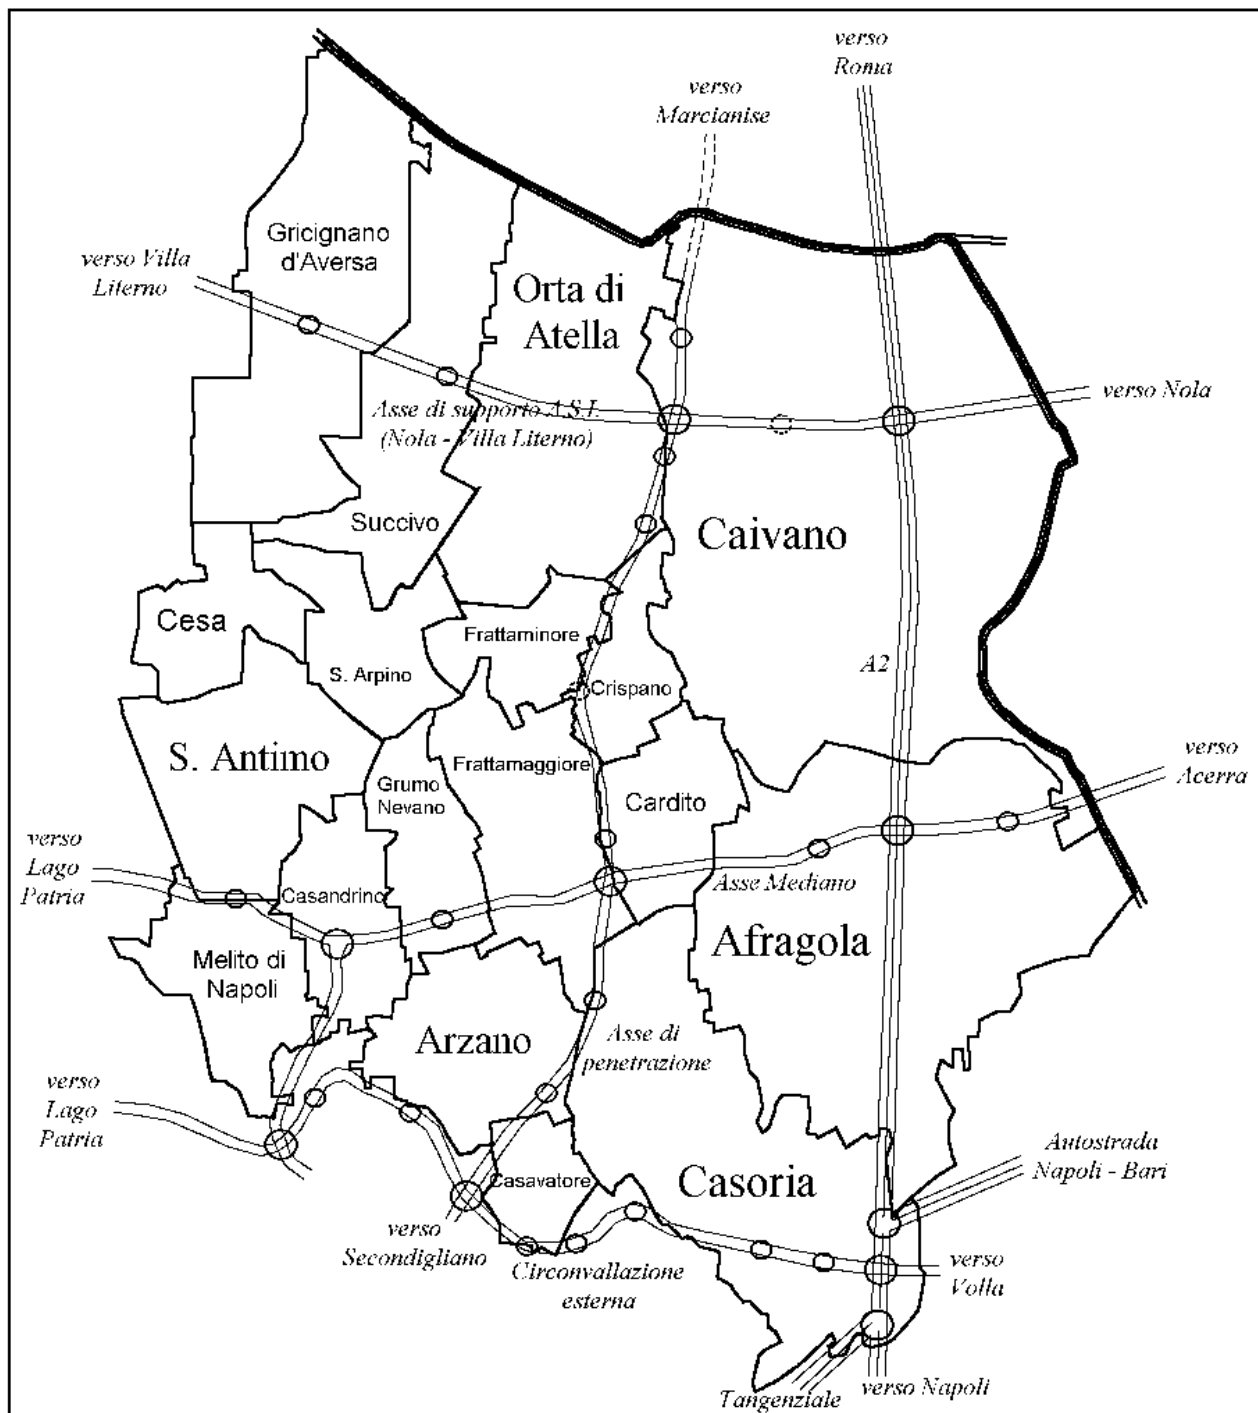 verso
Roma
verso
Marcianise
Gricignano
d'Aversa
verso Villa
Literno
Orta di
Atella
verso Nola
Asse di supporto A.S.I.
(Nola - Villa Literno)
Succivo
Caivano
Cesa
Frattaminore
S. Arpino
A2
Crispano
S. Antimo
Frattamaggiore
Grumo
Nevano
Cardito
verso
Acerra
verso
Lago
Patria
Casandrino
Asse Mediano
Afragola
Melito di
Napoli
Arzano
Asse di
penetrazione
verso
Lago
Patria
Autostrada
Napoli - Bari
Casavatore
Casoria
verso
Secondigliano
Circonvallazione
esterna
verso
Volla
Tangenziale
verso Napoli